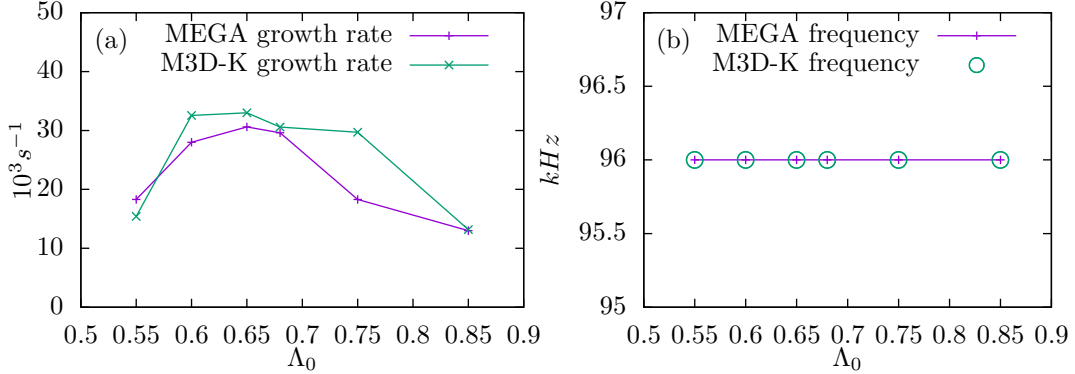 (a)
MEGA growth rate
M3D-K growth rate
50
40
30
20
10
0
10³s⁻¹
0.5 0.55 0.6 0.65 0.7 0.75 0.8 0.85 0.9
Λ₀
(b)
MEGA frequency
M3D-K frequency
97
96.5
96
95.5
95
kHz
0.5 0.55 0.6 0.65 0.7 0.75 0.8 0.85 0.9
Λ₀